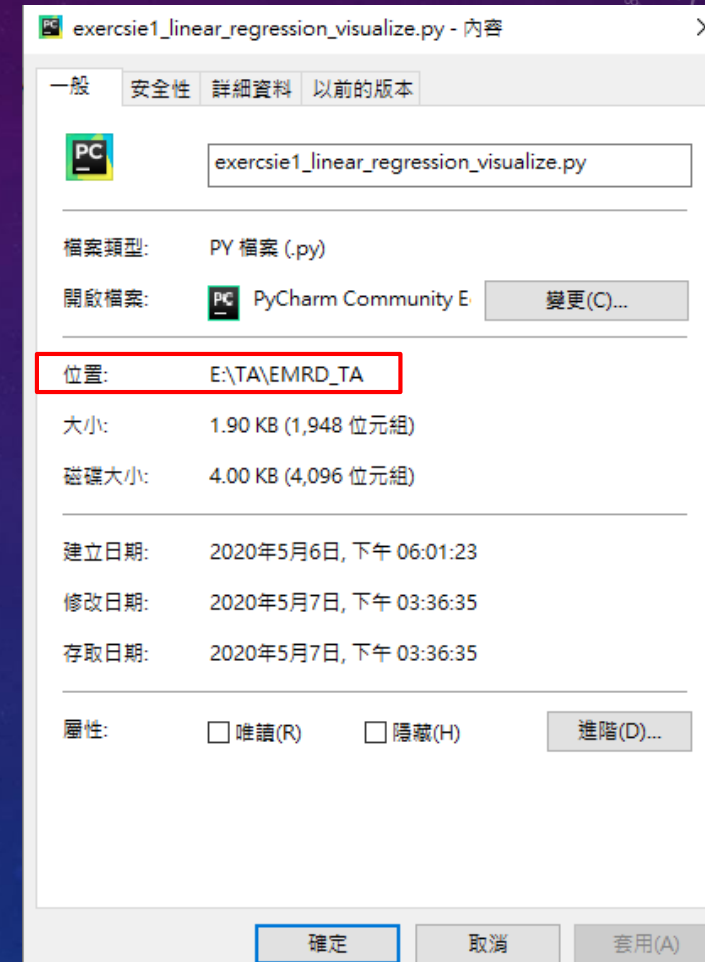 exercsie1_linear_regression_visualize.py - 內容
一般 安全性 詳細資料 以前的版本
PC
exercsie1_linear_regression_visualize.py
檔案類型: PY 檔案 (.py)
開啟檔案: PC PyCharm Community E 變更(C)...
位置: E:\TA\EMRD_TA
大小: 1.90 KB (1,948 位元組)
磁碟大小: 4.00 KB (4,096 位元組)
建立日期: 2020年5月6日, 下午 06:01:23
修改日期: 2020年5月7日, 下午 03:36:35
存取日期: 2020年5月7日, 下午 03:36:35
屬性: 唯讀(R) 隱藏(H) 進階(D)...
確定 取消 套用(A)